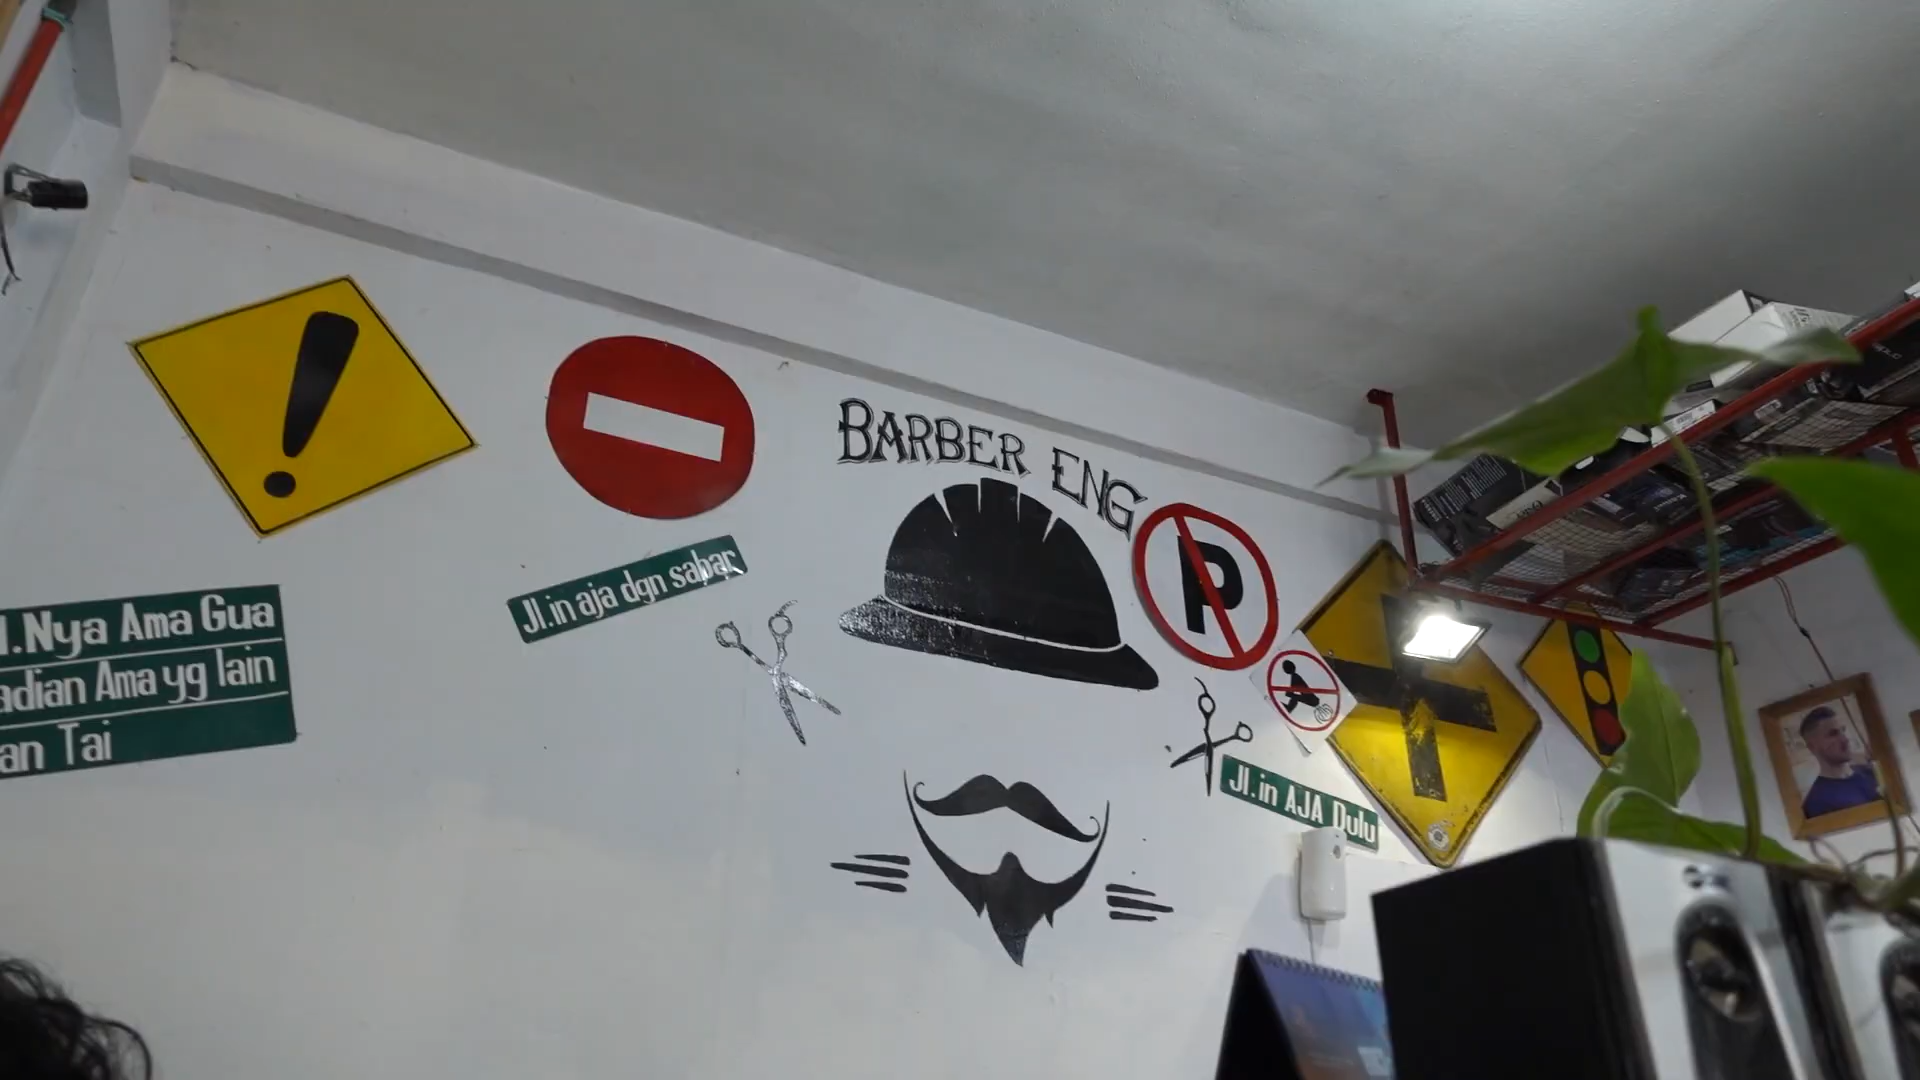 BARBER ENG
P
Jl.in aja dgn sabar
l.Nya Ama Gua
adian Ama yg lain
an Tai
Jl.in AJA Dulu